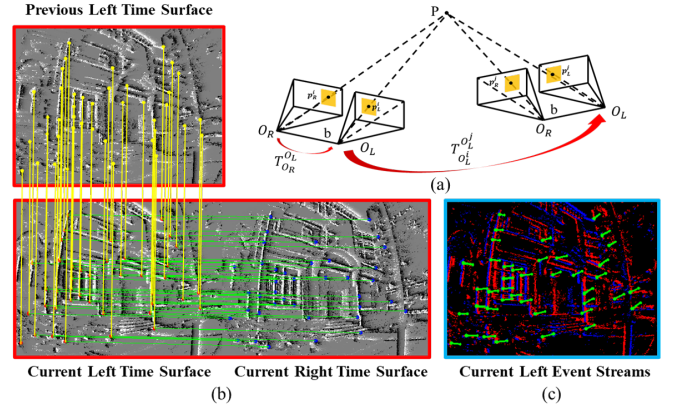 Previous Left Time Surface
P
p_R^i
p_L^i
p_R^j
p_L^j
O_R
b
O_L
b
O_R
O_L
T_{O_R}^{O_L}
T_{O_L^i}^{O_L^j}
(a)
Current Left Time Surface
Current Right Time Surface
Current Left Event Streams
(b)
(c)